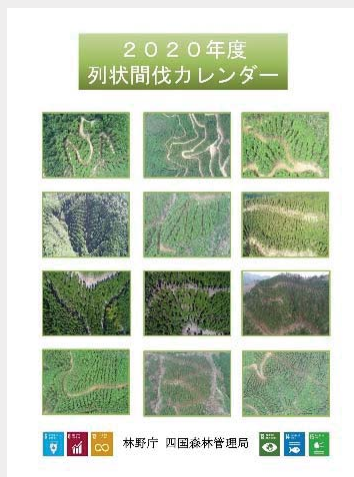 ２０２０年度
列状間伐カレンダー
林野庁 四国森林管理局